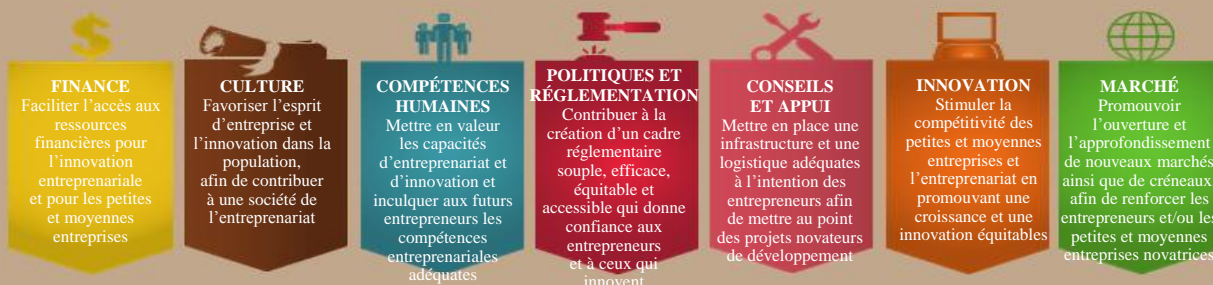 FINANCE
Faciliter l’accès aux
ressources
financières pour
l’innovation
entreprenariale
et pour les petites
et moyennes
entreprises
CULTURE
Favoriser l’esprit
d’entreprise et
l’innovation dans la
population,
afin de contribuer
à une société de
l’entreprenariat
COMPÉTENCES
HUMAINES
Mettre en valeur
les capacités
d’entreprenariat et
d’innovation et
inculquer aux futurs
entrepreneurs les
compétences
entreprenariales
adéquates
POLITIQUES ET
RÉGLEMENTATION
Contribuer à la
création d’un cadre
réglementaire
souple, efficace,
équitable et
accessible qui donne
confiance aux
entrepreneurs
et à ceux qui
innovent
CONSEILS
ET APPUI
Mettre en place une
infrastructure et une
logistique adéquates
à l’intention des
entrepreneurs afin
de mettre au point
des projets novateurs
de développement
INNOVATION
Stimuler la
compétitivité des
petites et moyennes
entreprises et
l’entreprenariat en
promouvant une
croissance et une
innovation équitables
MARCHÉ
Promouvoir
l’ouverture et
l’approfondissement
de nouveaux marchés
ainsi que de créneaux
afin de renforcer les
entrepreneurs et/ou les
petites et moyennes
entreprises novatrices